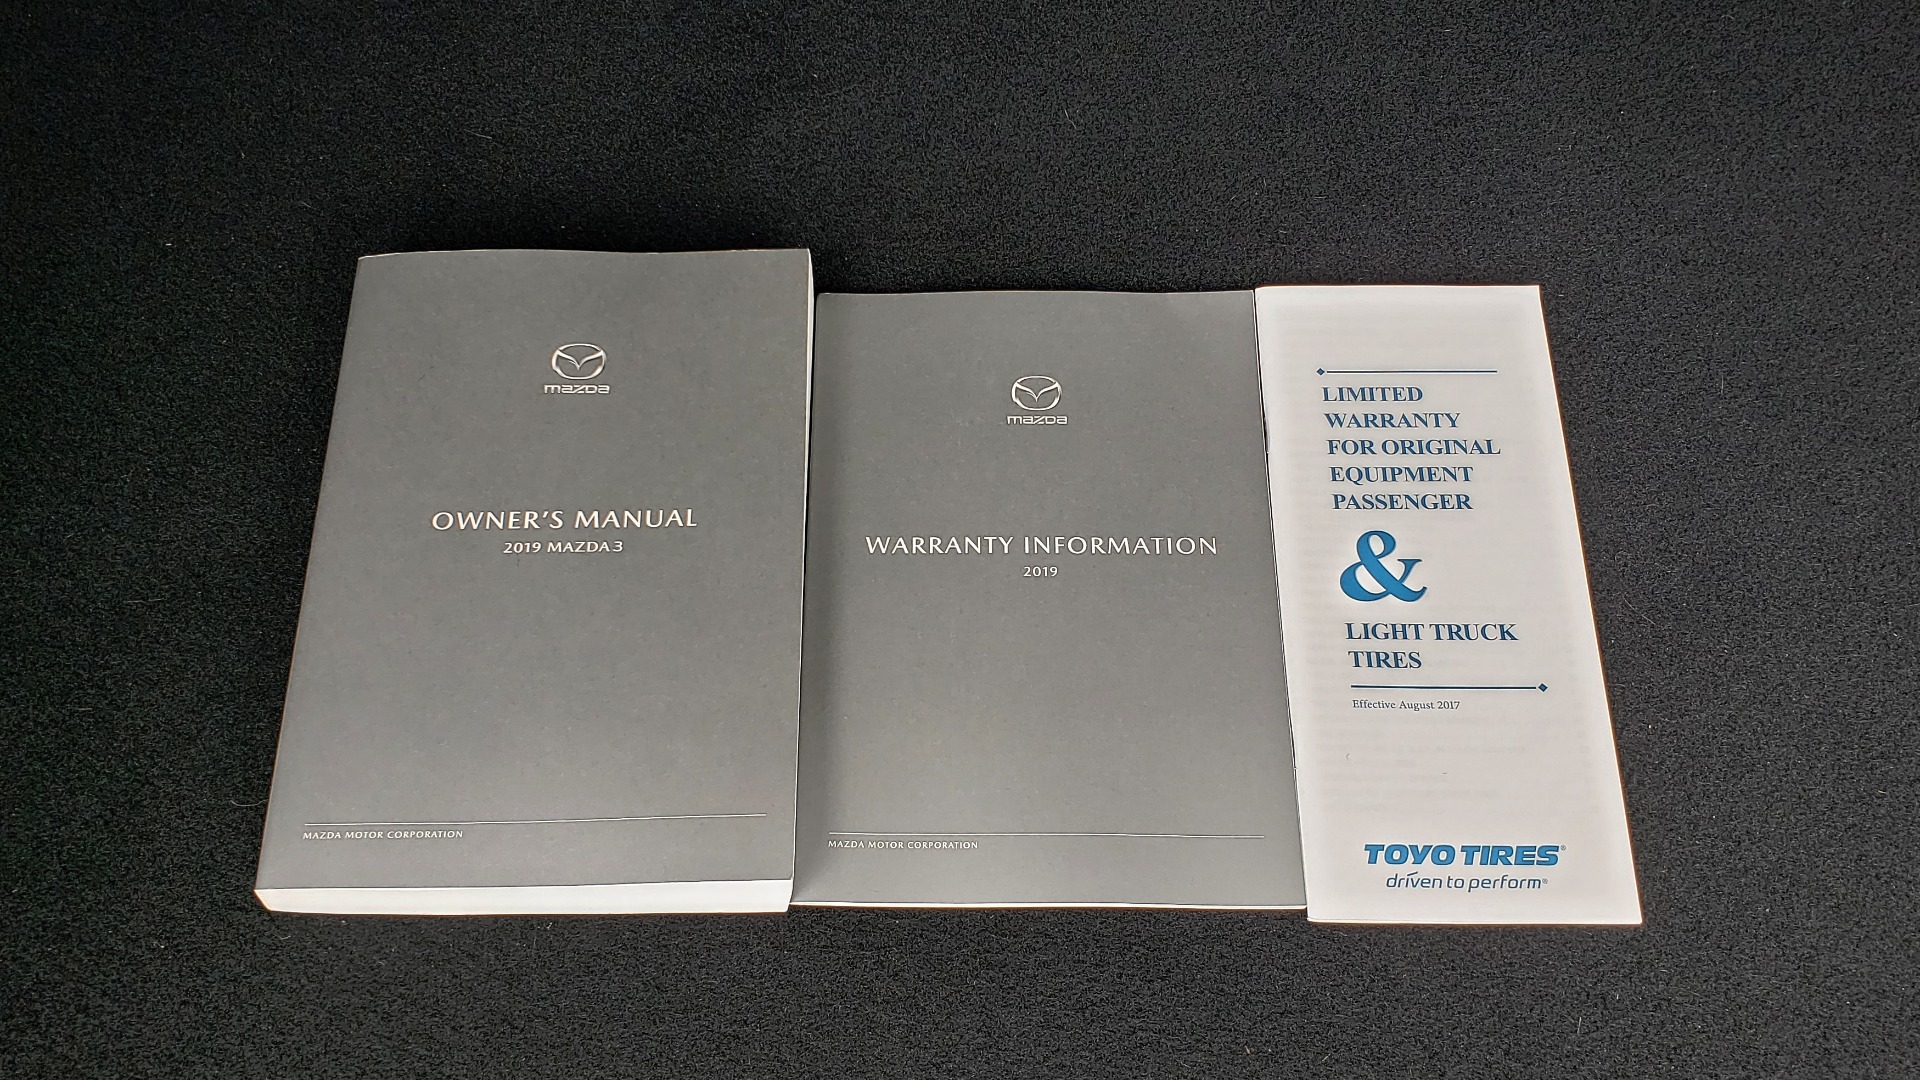 mazda
OWNER'S MANUAL
2019 MAZDA3
MAZDA MOTOR CORPORATION
mazda
WARRANTY INFORMATION
2019
MAZDA MOTOR CORPORATION
LIMITED
WARRANTY
FOR ORIGINAL
EQUIPMENT
PASSENGER
&
LIGHT TRUCK
TIRES
Effective August 2017
TOYO TIRES®
driven to perform®